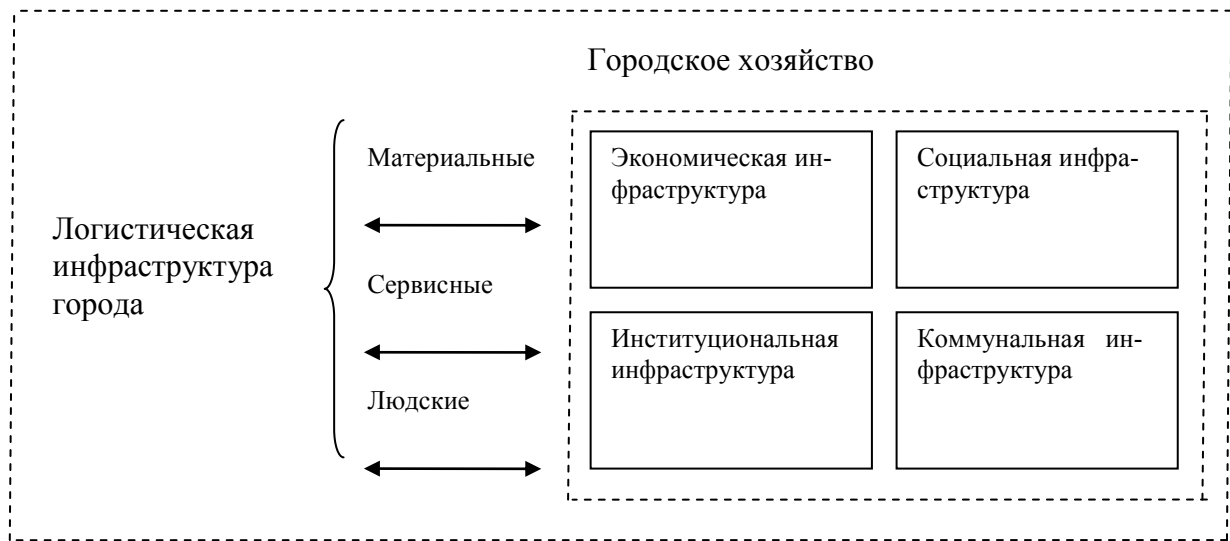 Городское хозяйство
Логистическая
инфраструктура
города
Материальные
Сервисные
Людские
Экономическая ин-
фраструктура
Социальная инфра-
структура
Институциональная
инфраструктура
Коммунальная ин-
фраструктура